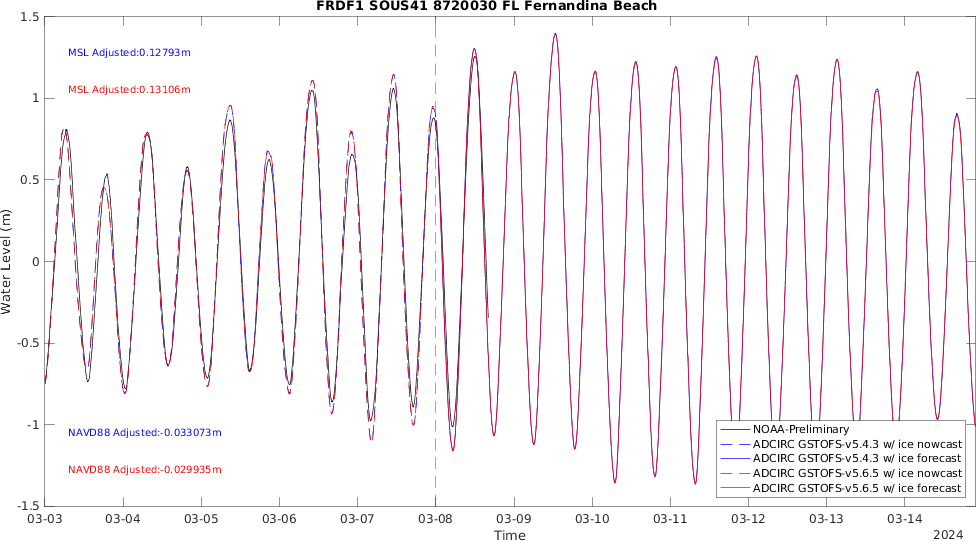 FRDF1 SOUS41 8720030 FL Fernandina Beach
1.5
MSL Adjusted:0.12793m
MSL Adjusted:0.13106m
1
0.5
0
-0.5
-1
-1.5
Water Level (m)
NAVD88 Adjusted:-0.033073m
NAVD88 Adjusted:-0.029935m
NOAA-Preliminary
ADCIRC GSTOFS-v5.4.3 w/ ice nowcast
ADCIRC GSTOFS-v5.4.3 w/ ice forecast
ADCIRC GSTOFS-v5.6.5 w/ ice nowcast
ADCIRC GSTOFS-v5.6.5 w/ ice forecast
03-03 03-04 03-05 03-06 03-07 03-08 03-09 03-10 03-11 03-12 03-13 03-14
Time
2024